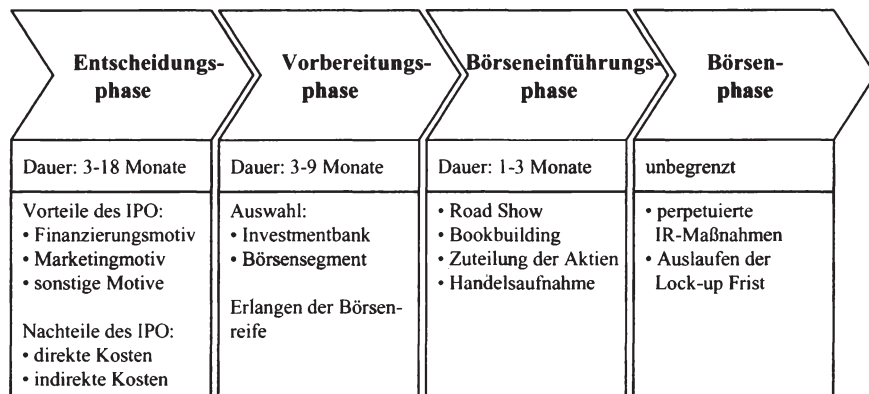 Entscheidungs-
phase
Vorbereitungs-
phase
Börseneinführungs-
phase
Börsen-
phase
Dauer: 3-18 Monate
Dauer: 3-9 Monate
Dauer: 1-3 Monate
unbegrenzt
Vorteile des IPO:
• Finanzierungsmotiv
• Marketingmotiv
• sonstige Motive
Nachteile des IPO:
• direkte Kosten
• indirekte Kosten
Auswahl:
• Investmentbank
• Börsensegment
Erlangen der Börsen-
reife
• Road Show
• Bookbuilding
• Zuteilung der Aktien
• Handelsaufnahme
• perpetuierte
IR-Maßnahmen
• Auslaufen der
Lock-up Frist